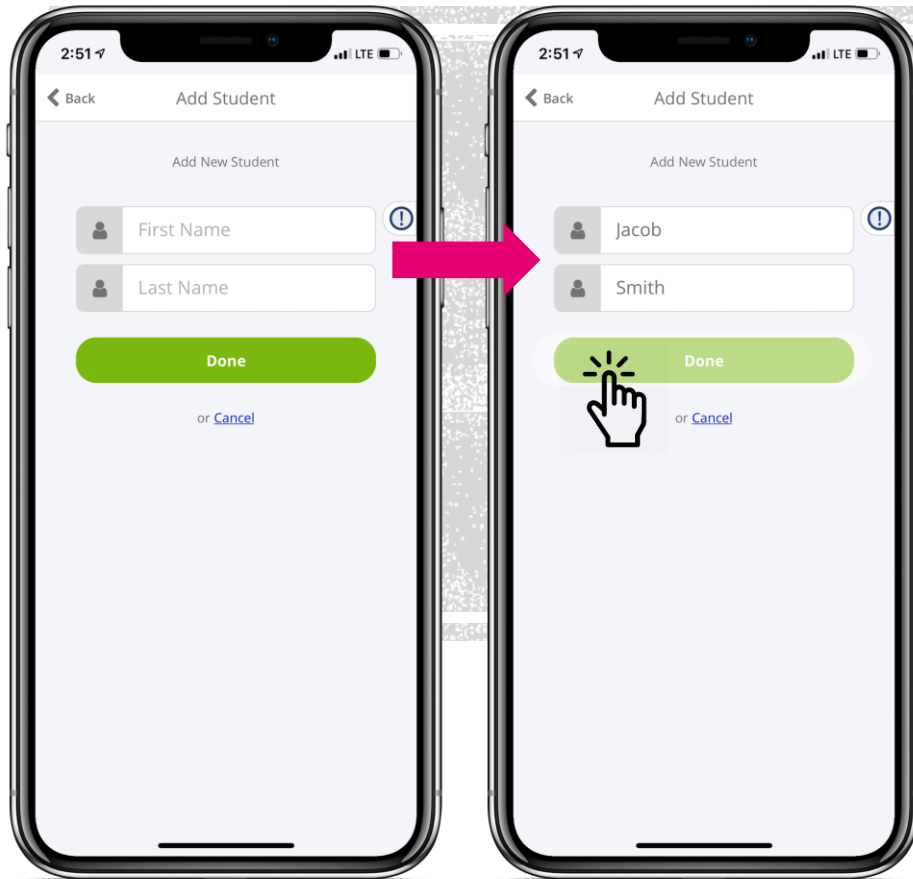 2:51 LTE
Back Add Student
Add New Student
First Name
Last Name
Done
or Cancel
2:51 LTE
Back Add Student
Add New Student
Jacob
Smith
Done
or Cancel